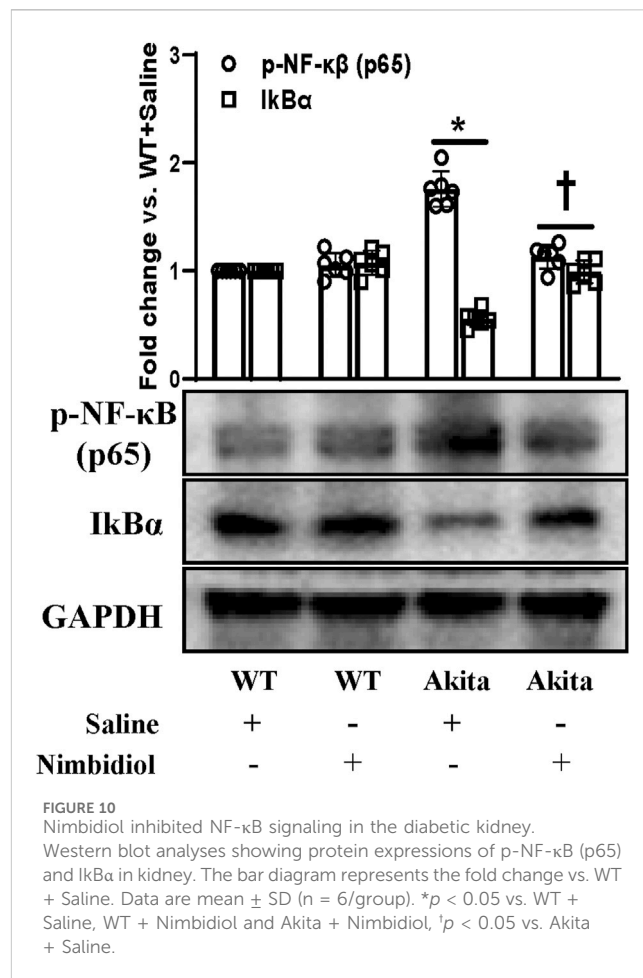 3
2
1
0
Fold change vs. WT+Saline
p-NF-κβ (p65)
IkBα
*
†
p-NF-κB
(p65)
IkBα
GAPDH
WT WT Akita Akita
Saline + - + -
Nimbidiol - + - +
FIGURE 10
Nimbidiol inhibited NF-κB signaling in the diabetic kidney.
Western blot analyses showing protein expressions of p-NF-κB (p65)
and IkBα in kidney. The bar diagram represents the fold change vs. WT
+ Saline. Data are mean ± SD (n = 6/group). *p < 0.05 vs. WT +
Saline, WT + Nimbidiol and Akita + Nimbidiol, †p < 0.05 vs. Akita
+ Saline.